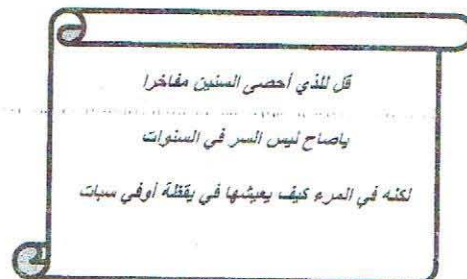 قل للذي أحصى السنين مفاخرا
ياصاح ليس السر في السنوات
لكنه في المرء كيف يعيشها في يقظة أوفي سبات